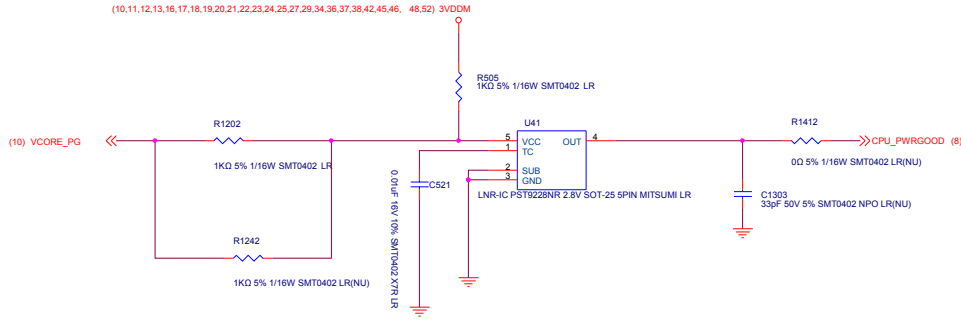 (10,11,12,13,16,17,18,19,20,21,22,23,24,25,27,29,34,36,37,38,42,45,46, 48,52) 3VDDM
R505
1KΩ 5% 1/16W SMT0402 LR
R1202
1KΩ 5% 1/16W SMT0402 LR
(10) VCORE_PG
U41
5 VCC OUT 4
1 TC
2 SUB
3 GND
LNR-IC PST9228NR 2.8V SOT-25 5PIN MITSUMI LR
R1412
CPU_PWRGOOD (8)
0Ω 5% 1/16W SMT0402 LR(NU)
C521
0.01uF 16V 10% SMT0402 X7R LR
C1303
33pF 50V 5% SMT0402 NPO LR(NU)
R1242
1KΩ 5% 1/16W SMT0402 LR(NU)